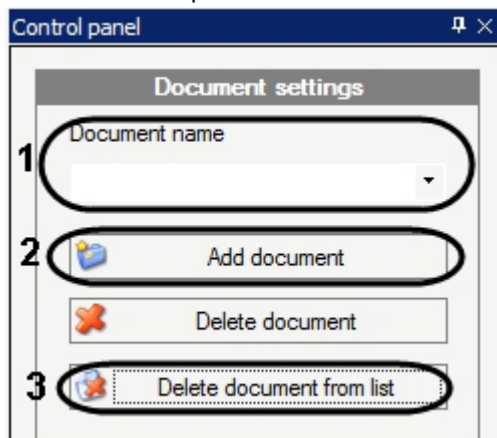 Control panel
Document settings
Document name
1
2
Add document
Delete document
3
Delete document from list